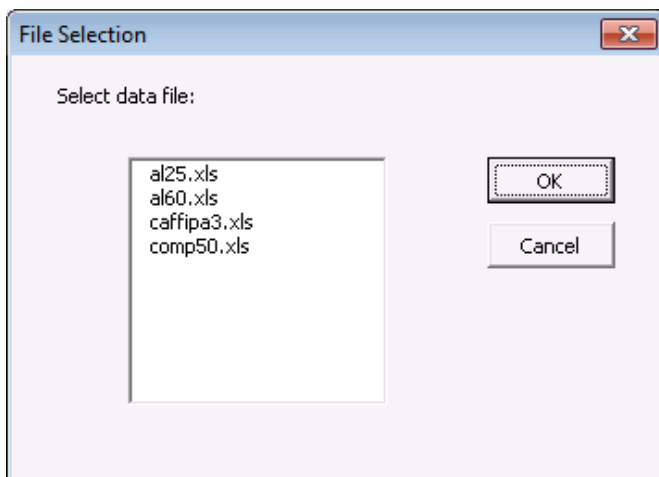 File Selection
Select data file:
al25.xls
al60.xls
caffipa3.xls
comp50.xls
OK
Cancel